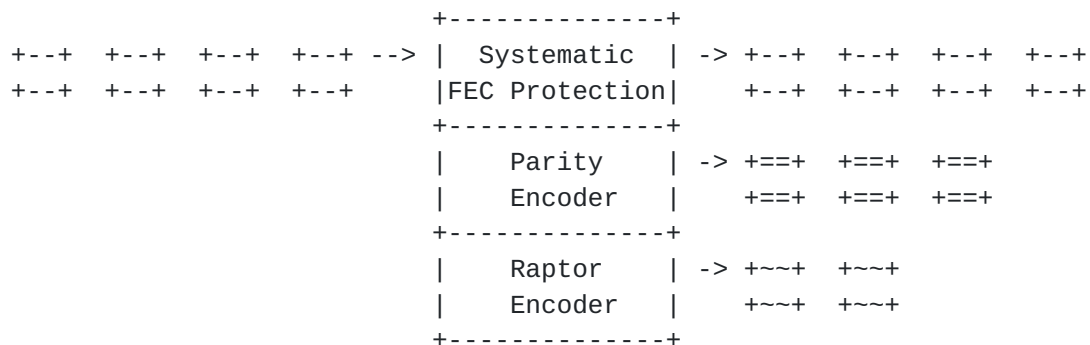 +--------------+
+--+  +--+  +--+  +--+ --> |  Systematic  | -> +--+  +--+  +--+  +--+
+--+  +--+  +--+  +--+     |FEC Protection|    +--+  +--+  +--+  +--+
                           +--------------+
                           |    Parity    | -> +==+  +==+  +==+
                           |    Encoder   |    +==+  +==+  +==+
                           +--------------+
                           |    Raptor    | -> +~~+  +~~+
                           |    Encoder   |    +~~+  +~~+
                           +--------------+